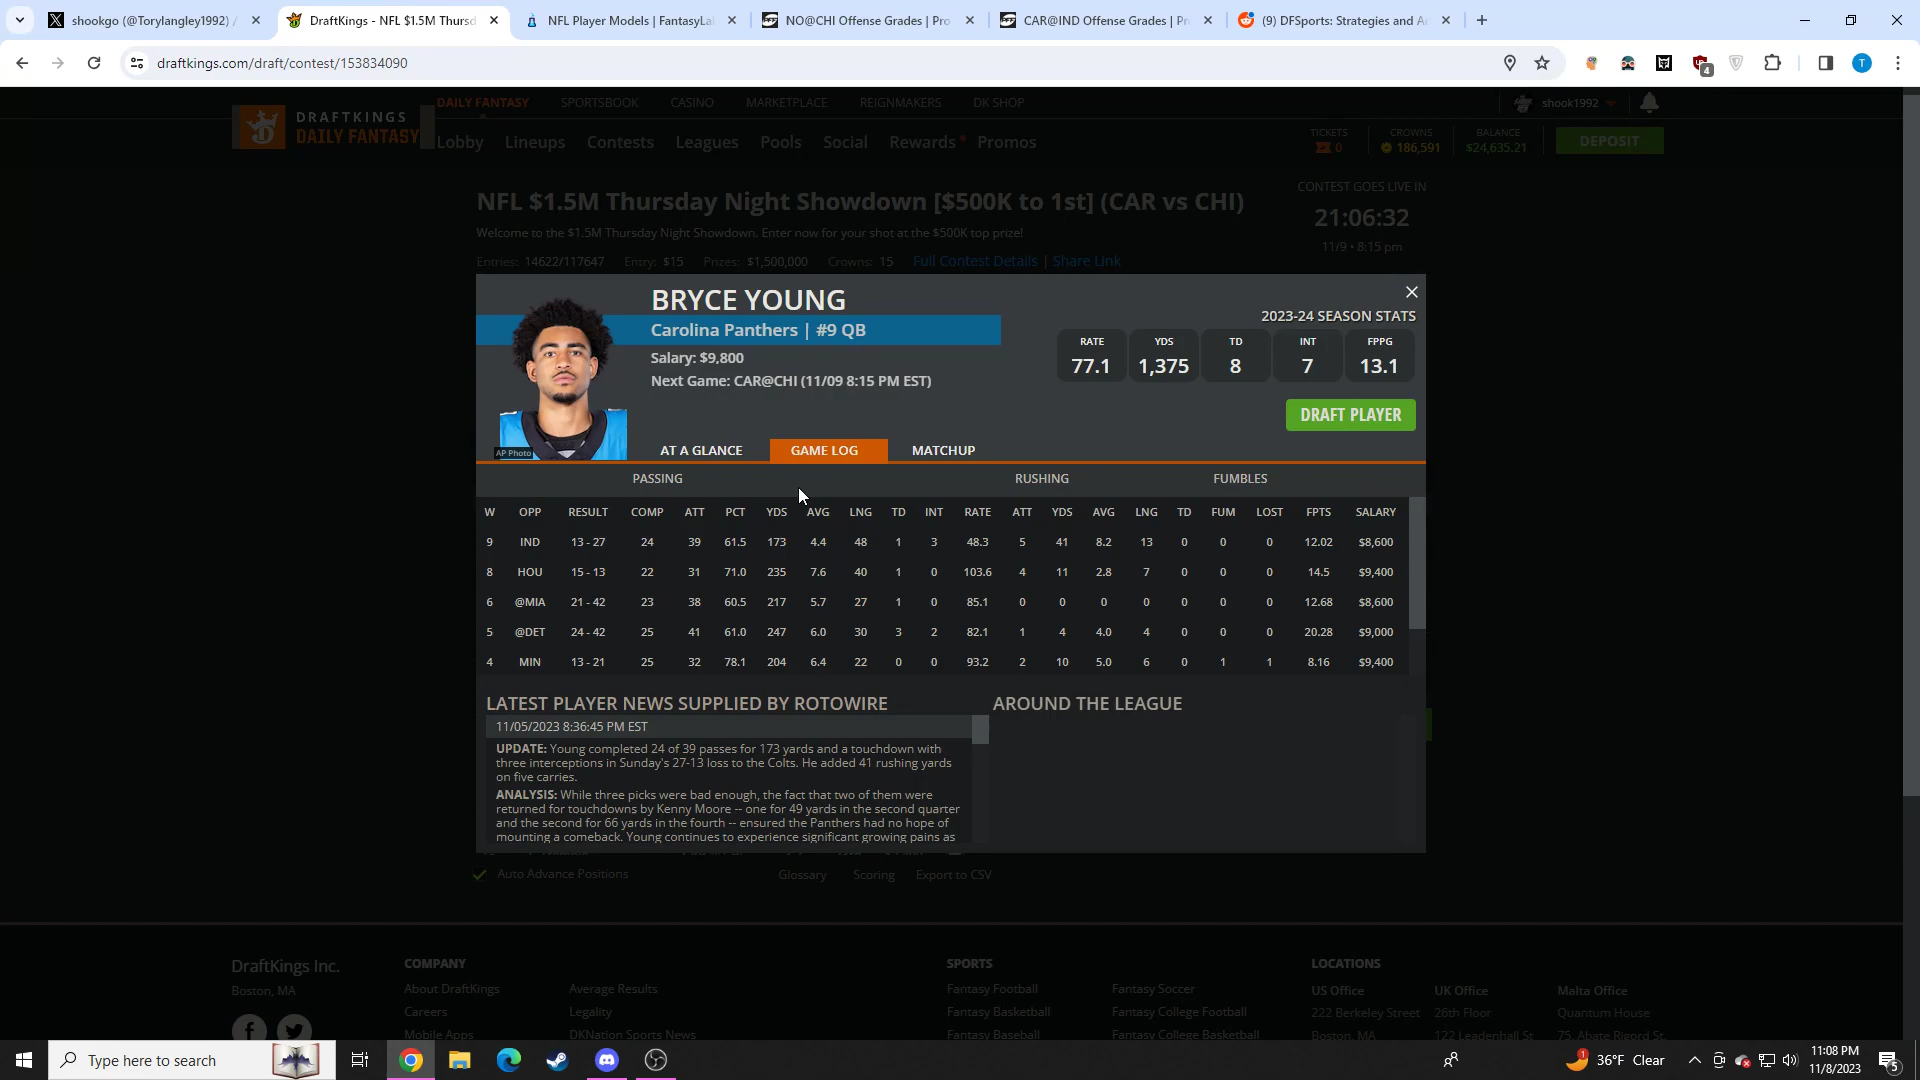 shookgo (@Torylangley1992) /
DraftKings - NFL $1.5M Thursd
NFL Player Models | FantasyLa
NO@CHI Offense Grades | Pro
CAR@IND Offense Grades | Pr
(9) DFSports: Strategies and A
draftkings.com/draft/contest/153834090
4
T
DAILY FANTASY SPORTSBOOK CASINO MARKETPLACE REIGNMAKERS DK SHOP
shook1992
DRAFTKINGS
DAILY FANTASY
Lobby Lineups Contests Leagues Pools Social Rewards Promos
TICKETS
0
CROWNS
186,591
BALANCE
$24,635.21
DEPOSIT
NFL $1.5M Thursday Night Showdown [$500K to 1st] (CAR vs CHI)
Welcome to the $1.5M Thursday Night Showdown. Enter now for your shot at the $500K top prize!
Entries: 14622/117647 Entry: $15 Prizes: $1,500,000 Crowns: 15 Full Contest Details | Share Link
CONTEST GOES LIVE IN
21:06:32
11/9 • 8:15 pm
BRYCE YOUNG
Carolina Panthers | #9 QB
Salary: $9,800
Next Game: CAR@CHI (11/09 8:15 PM EST)
AP Photo
2023-24 SEASON STATS
RATE YDS TD INT FPPG
77.1 1,375 8 7 13.1
DRAFT PLAYER
AT A GLANCE GAME LOG MATCHUP
PASSING RUSHING FUMBLES
W OPP RESULT COMP ATT PCT YDS AVG LNG TD INT RATE ATT YDS AVG LNG TD FUM LOST FPTS SALARY
9 IND 13 - 27 24 39 61.5 173 4.4 48 1 3 48.3 5 41 8.2 13 0 0 0 12.02 $8,600
8 HOU 15 - 13 22 31 71.0 235 7.6 40 1 0 103.6 4 11 2.8 7 0 0 0 14.5 $9,400
6 @MIA 21 - 42 23 38 60.5 217 5.7 27 1 0 85.1 0 0 0 0 0 0 0 12.68 $8,600
5 @DET 24 - 42 25 41 61.0 247 6.0 30 3 2 82.1 1 4 4.0 4 0 0 0 20.28 $9,000
4 MIN 13 - 21 25 32 78.1 204 6.4 22 0 0 93.2 2 10 5.0 6 0 1 1 8.16 $9,400
LATEST PLAYER NEWS SUPPLIED BY ROTOWIRE
11/05/2023 8:36:45 PM EST
UPDATE: Young completed 24 of 39 passes for 173 yards and a touchdown with
three interceptions in Sunday's 27-13 loss to the Colts. He added 41 rushing yards
on five carries.
ANALYSIS: While three picks were bad enough, the fact that two of them were
returned for touchdowns by Kenny Moore -- one for 49 yards in the second quarter
and the second for 66 yards in the fourth -- ensured the Panthers had no hope of
mounting a comeback. Young continues to experience significant growing pains as
AROUND THE LEAGUE
Auto Advance Positions
Glossary Scoring Export to CSV
DraftKings Inc.
Boston, MA
COMPANY
About DraftKings
Careers
Mobile Apps
Average Results
Legality
DKNation Sports News
SPORTS
Fantasy Football
Fantasy Basketball
Fantasy Baseball
Fantasy Soccer
Fantasy College Football
Fantasy College Basketball
LOCATIONS
US Office
222 Berkeley Street
Boston, MA
UK Office
26th Floor
122 Leadenhall St
Malta Office
Quantum House
75, Abate Rigord St
Type here to search
1
36°F Clear
11:08 PM
11/8/2023
5